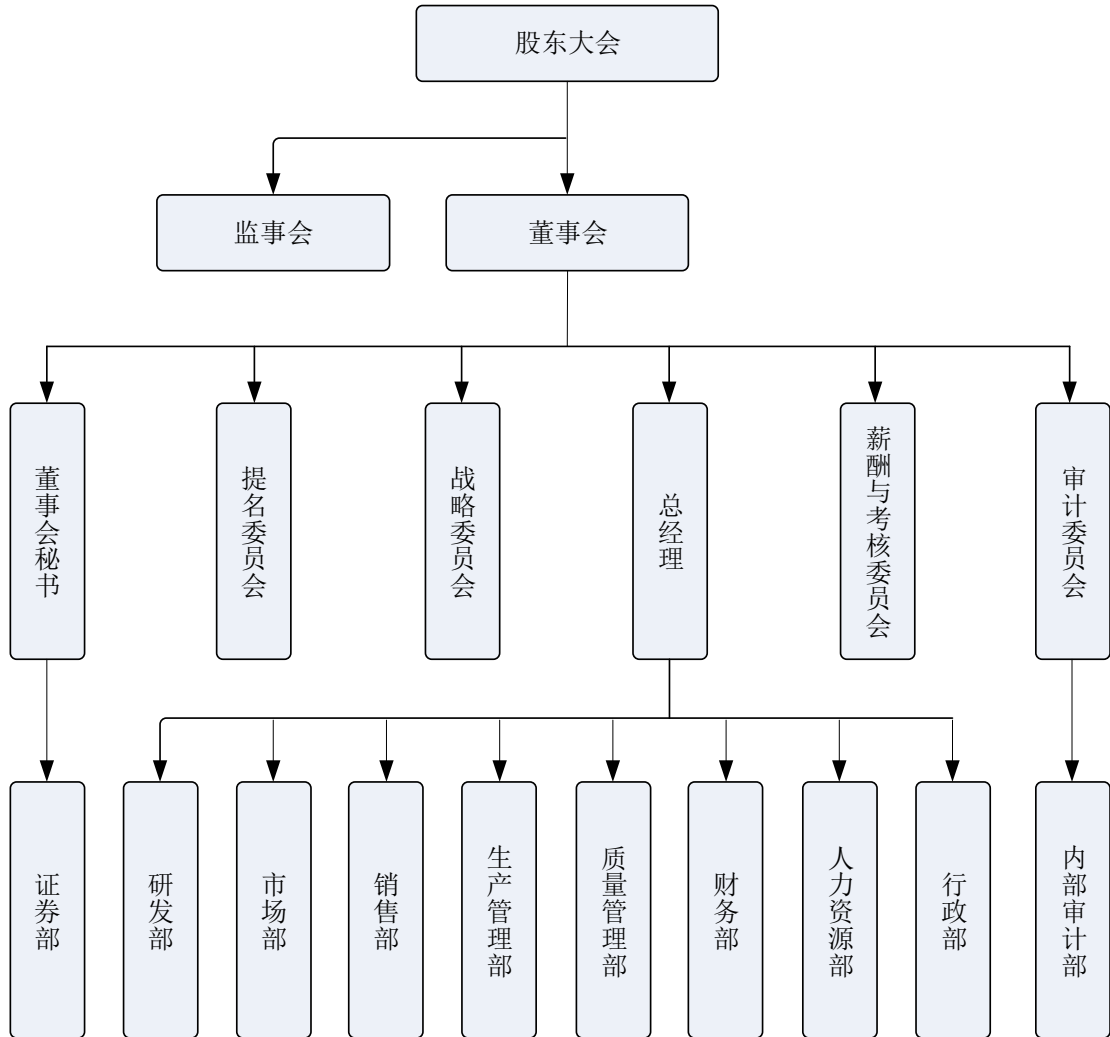 股东大会
监事会
董事会
董事会秘书
提名委员会
战略委员会
总经理
薪酬与考核委员会
审计委员会
证券部
研发部
市场部
销售部
生产管理部
质量管理部
财务部
人力资源部
行政部
内部审计部